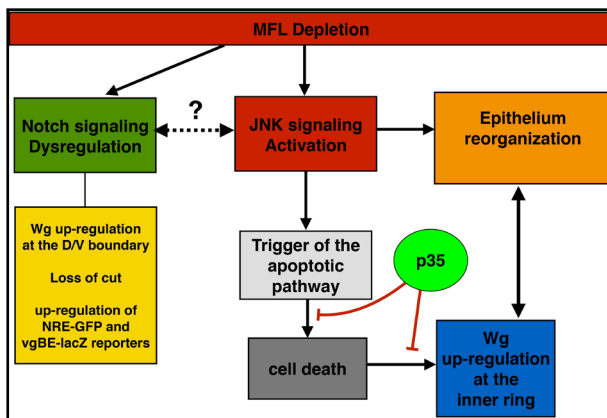 MFL Depletion
?
Notch signaling
Dysregulation
JNK signaling
Activation
Epithelium
reorganization
Wg up-regulation
at the D/V boundary
Loss of cut
up-regulation of
NRE-GFP and
vgBE-lacZ reporters
Trigger of the
apoptotic
pathway
p35
cell death
Wg
up-regulation
at the
inner ring